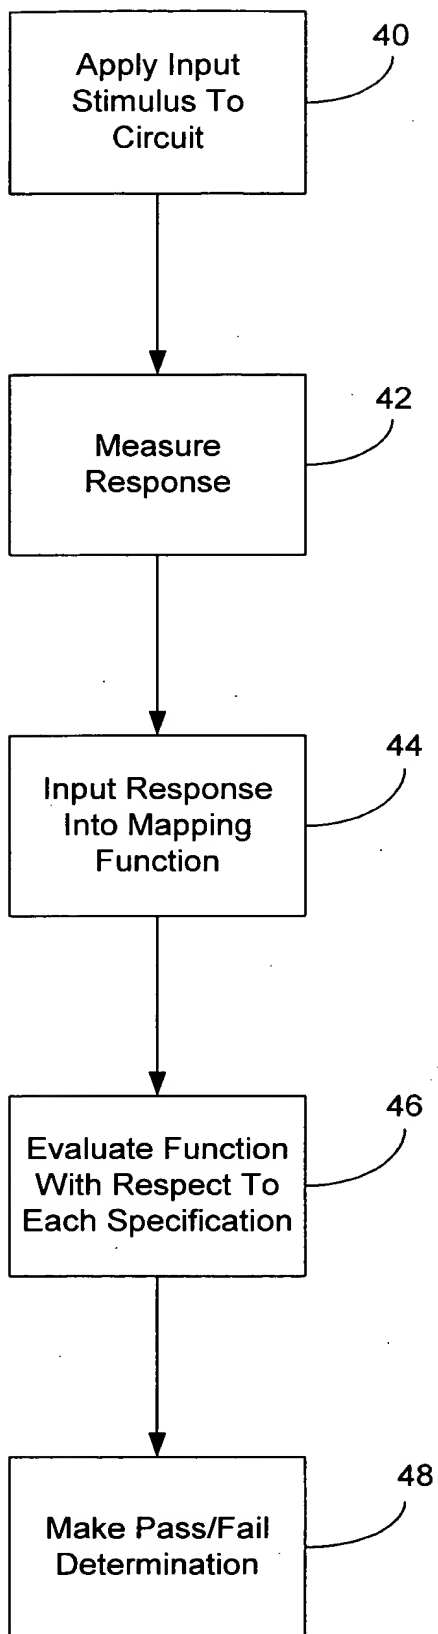 Apply Input
Stimulus To
Circuit
40
Measure
Response
42
Input Response
Into Mapping
Function
44
Evaluate Function
With Respect To
Each Specification
46
Make Pass/Fail
Determination
48